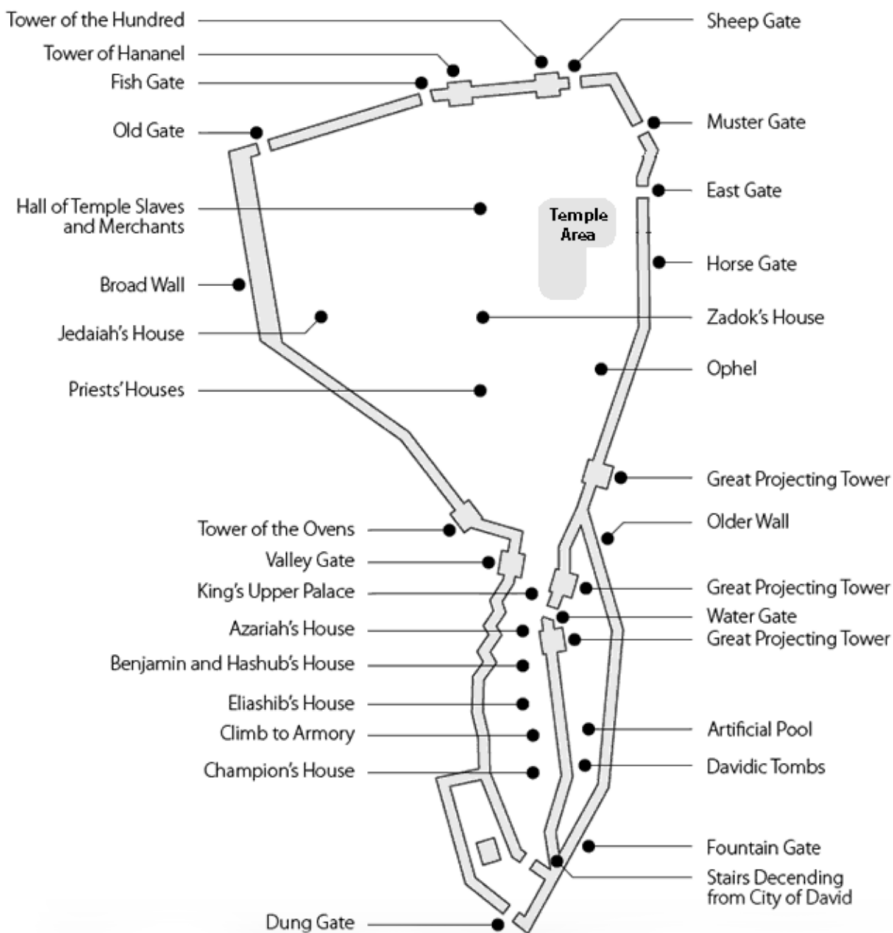 Tower of the Hundred
Tower of Hananel
Fish Gate
Old Gate
Hall of Temple Slaves
and Merchants
Broad Wall
Jedaiah's House
Priests' Houses
Tower of the Ovens
Valley Gate
King's Upper Palace
Azariah's House
Benjamin and Hashub's House
Eliashib's House
Climb to Armory
Champion's House
Dung Gate
Temple
Area
Sheep Gate
Muster Gate
East Gate
Horse Gate
Zadok's House
Ophel
Great Projecting Tower
Older Wall
Great Projecting Tower
Water Gate
Great Projecting Tower
Artificial Pool
Davidic Tombs
Fountain Gate
Stairs Decending
from City of David